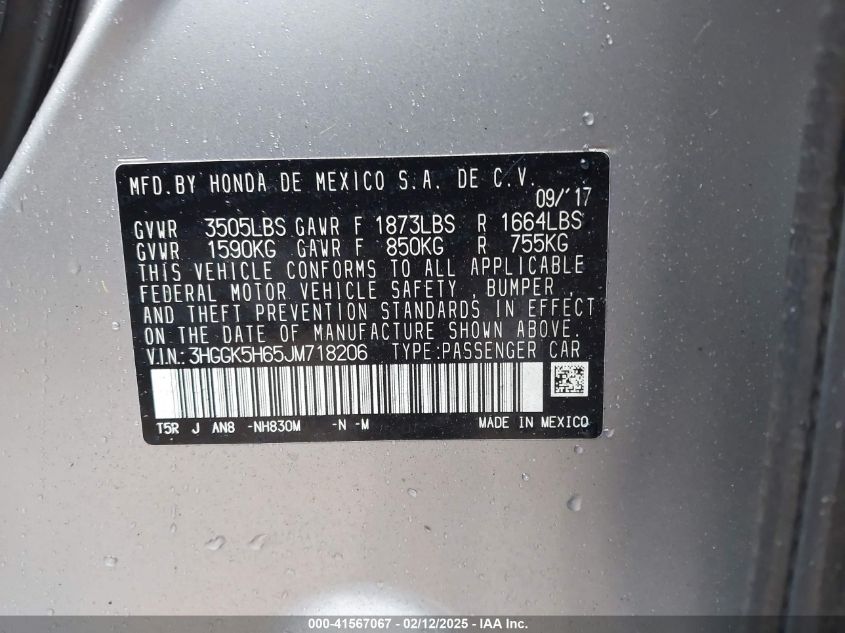 MFD.BY HONDA DE MEXICO S.A. DE C.V.
09/'17
GVWR 3505LBS GAWR F 1873LBS R 1664LBS
GVWR 1590KG GAWR F 850KG R 755KG
THIS VEHICLE CONFORMS TO ALL APPLICABLE
FEDERAL MOTOR VEHICLE SAFETY, BUMPER,
AND THEFT PREVENTION STANDARDS IN EFFECT
ON THE DATE OF MANUFACTURE SHOWN ABOVE.
V.I.N.:3HGGK5H65JM718206 TYPE:PASSENGER CAR
T5R J AN8 -NH830M -N -M MADE IN MEXICO
000-41567067 - 02/12/2025 - IAA Inc.